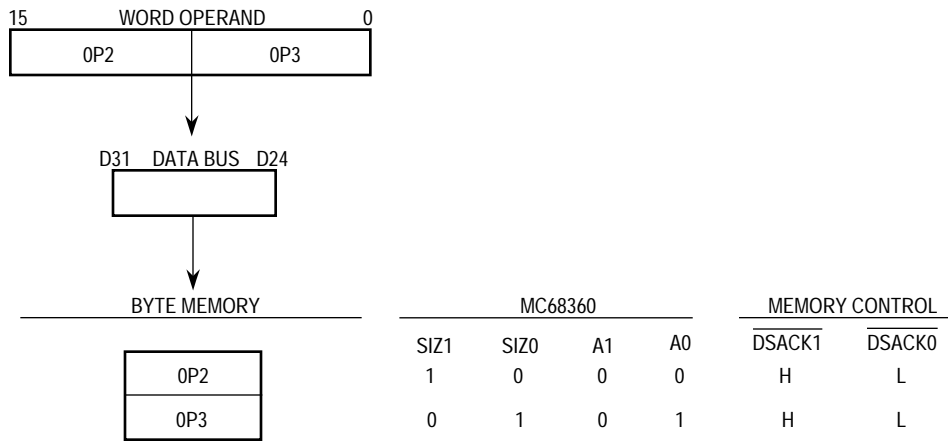 15 WORD OPERAND 0
0P2 0P3
D31 DATA BUS D24
BYTE MEMORY MC68360 MEMORY CONTROL
SIZ1 SIZ0 A1 A0 DSACK1 DSACK0
0P2 1 0 0 0 H L
0P3 0 1 0 1 H L